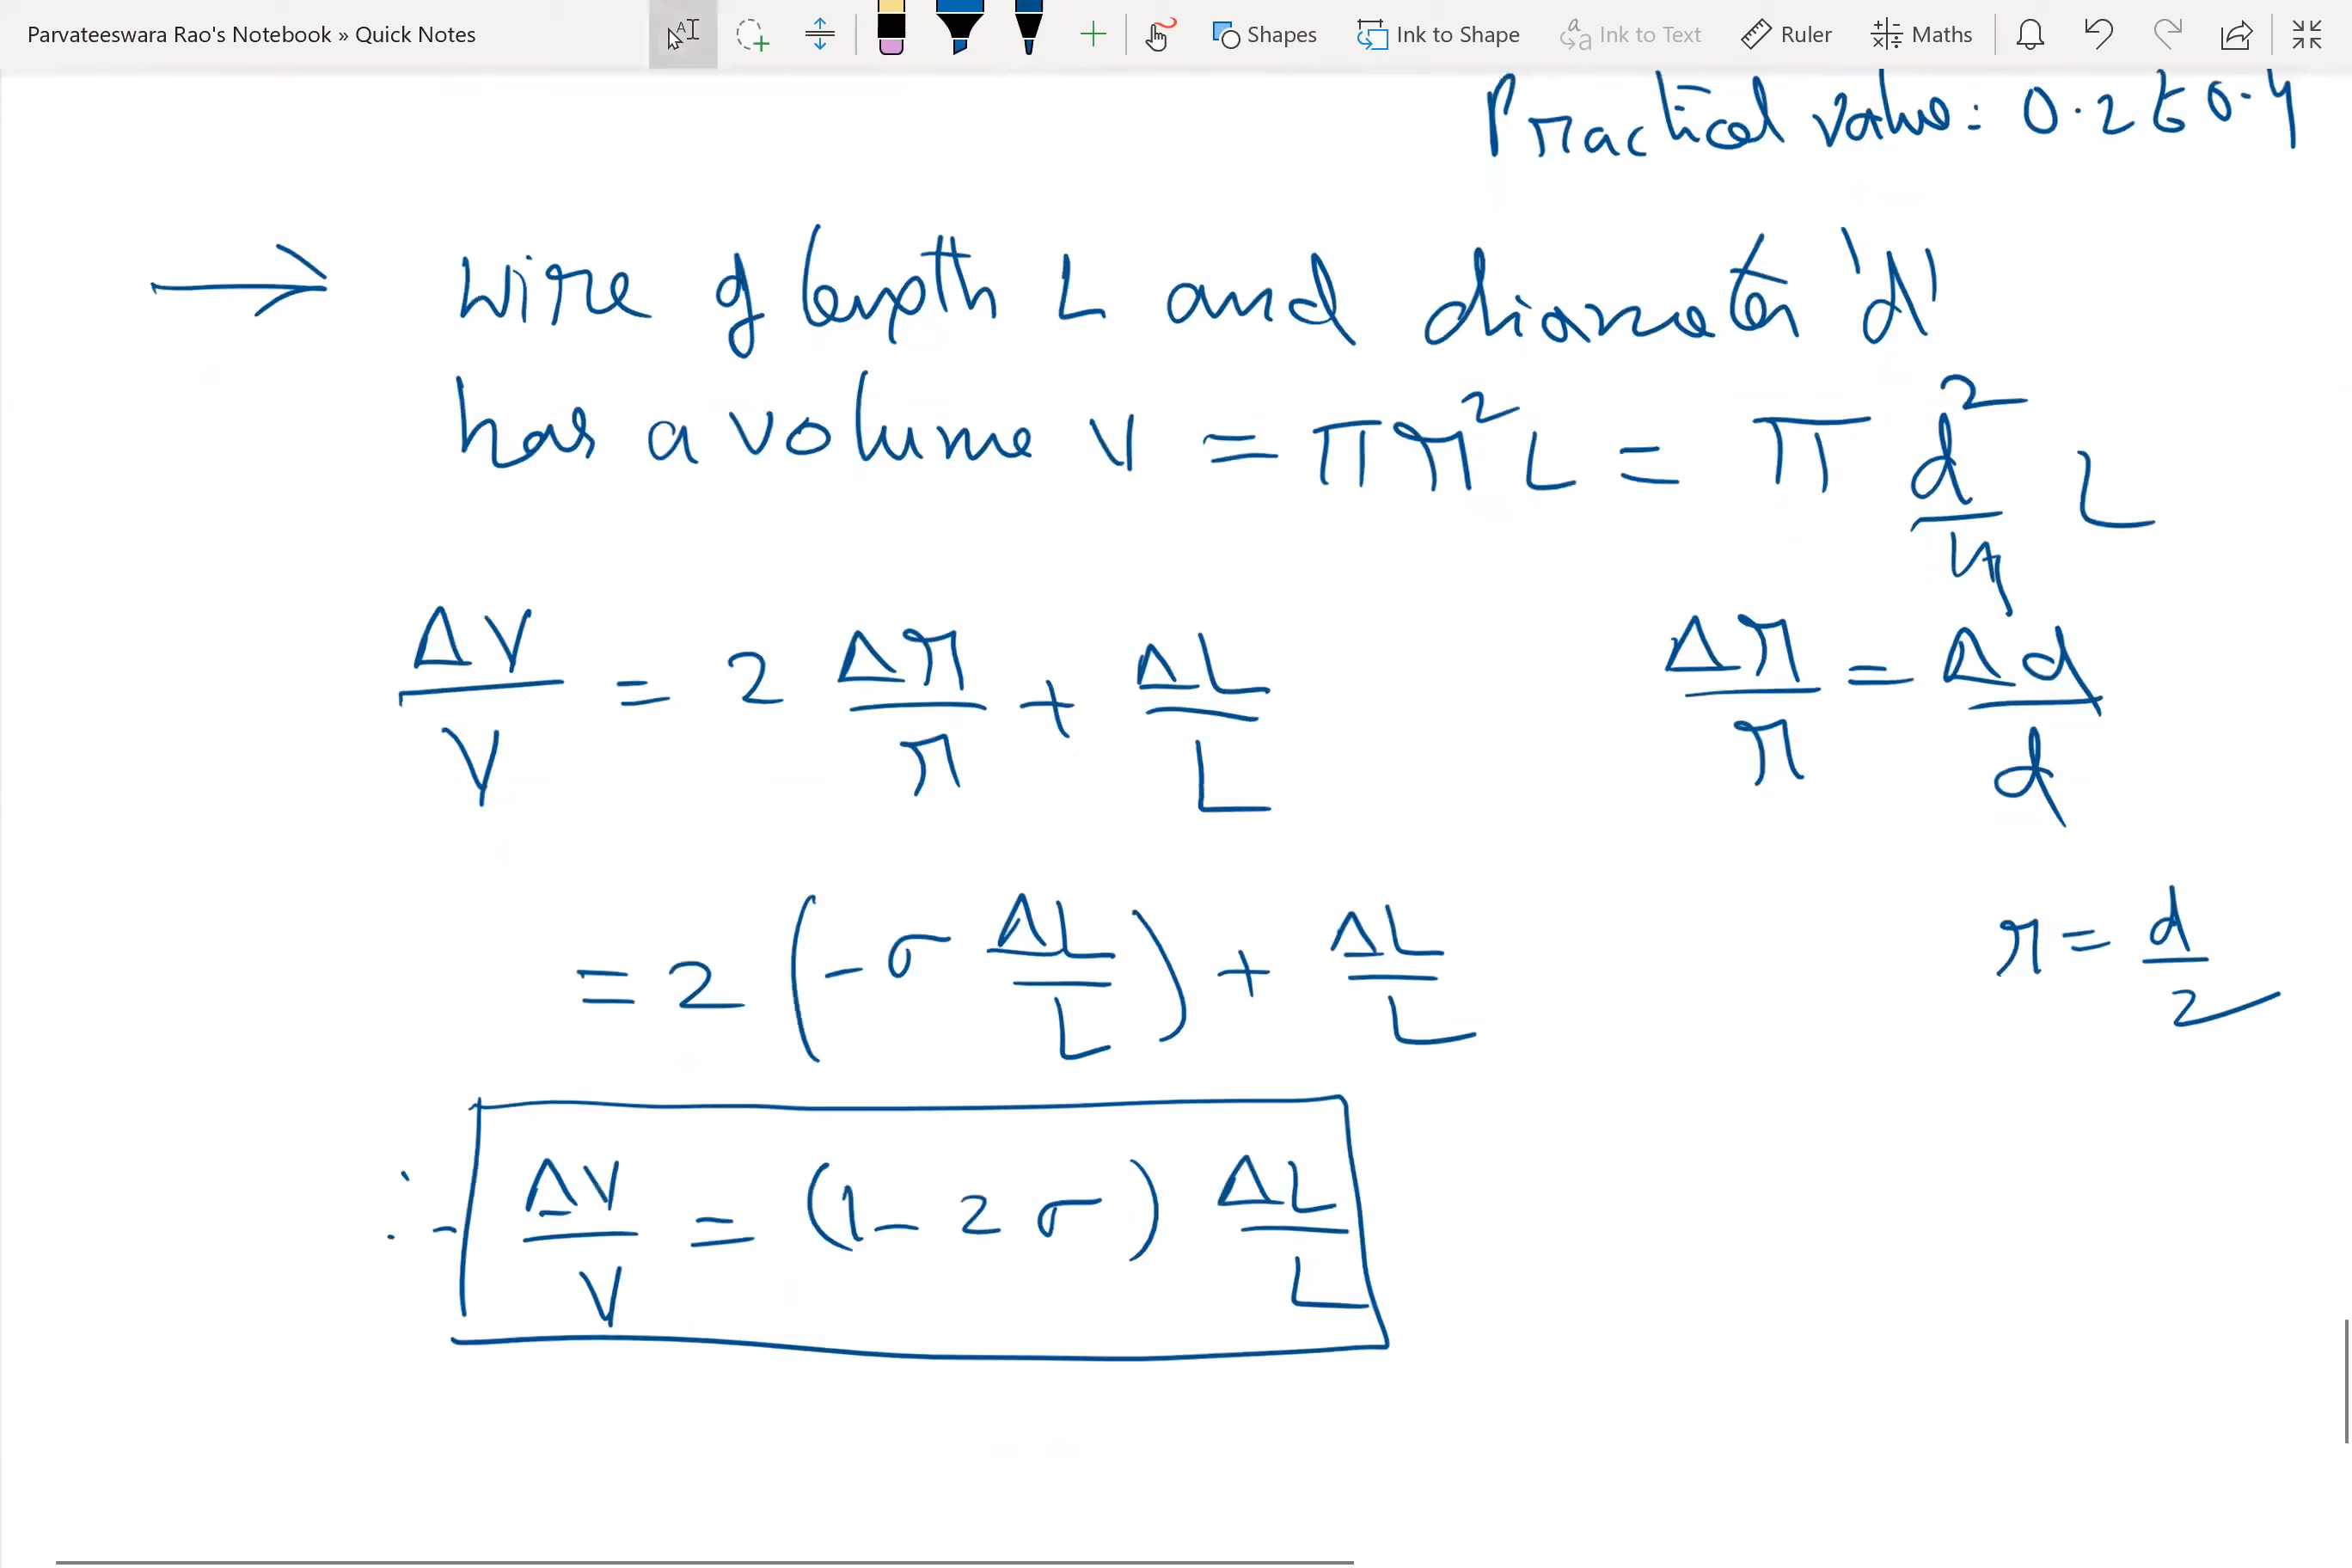 Parvateeswara Rao's Notebook » Quick Notes Shapes Ink to Shape Ink to Text Ruler Maths
Practical value: 0.2 to 0.4
→ Wire of length L and diameter 'd'
has a volume V = πr²L = π d²/4 L
ΔV/V = 2 Δr/r + ΔL/L Δr/r = Δd/d
= 2 (-σ ΔL/L) + ΔL/L r = d/2
∴ ΔV/V = (1 - 2σ) ΔL/L